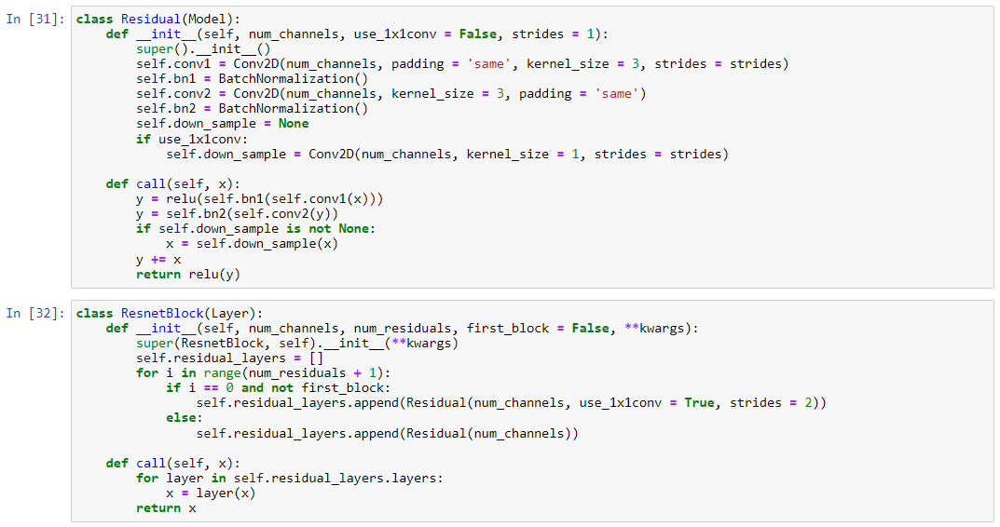 In [31]: class Residual(Model):
    def __init__(self, num_channels, use_1x1conv = False, strides = 1):
        super().__init__()
        self.conv1 = Conv2D(num_channels, padding = 'same', kernel_size = 3, strides = strides)
        self.bn1 = BatchNormalization()
        self.conv2 = Conv2D(num_channels, kernel_size = 3, padding = 'same')
        self.bn2 = BatchNormalization()
        self.down_sample = None
        if use_1x1conv:
            self.down_sample = Conv2D(num_channels, kernel_size = 1, strides = strides)
    def call(self, x):
        y = relu(self.bn1(self.conv1(x)))
        y = self.bn2(self.conv2(y))
        if self.down_sample is not None:
            x = self.down_sample(x)
        y += x
        return relu(y)
In [32]: class ResnetBlock(Layer):
    def __init__(self, num_channels, num_residuals, first_block = False, **kwargs):
        super(ResnetBlock, self).__init__(**kwargs)
        self.residual_layers = []
        for i in range(num_residuals + 1):
            if i == 0 and not first_block:
                self.residual_layers.append(Residual(num_channels, use_1x1conv = True, strides = 2))
            else:
                self.residual_layers.append(Residual(num_channels))
    def call(self, x):
        for layer in self.residual_layers.layers:
            x = layer(x)
        return x